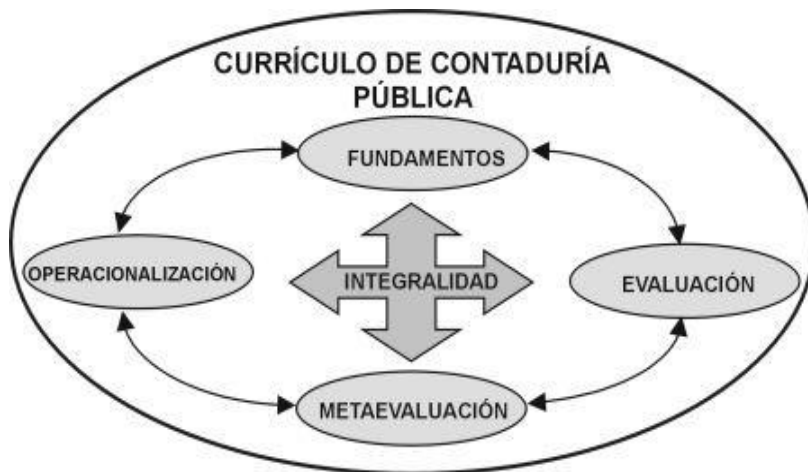 CURRÍCULO DE CONTADURÍA
PÚBLICA
FUNDAMENTOS
OPERACIONALIZACIÓN
INTEGRALIDAD
EVALUACIÓN
METAEVALUACIÓN